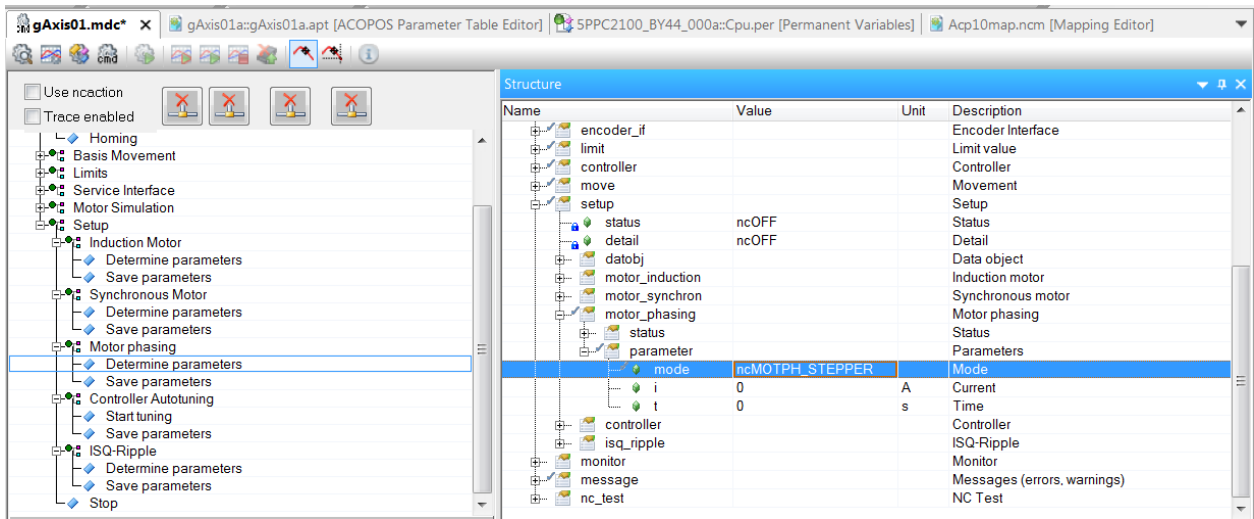 gAxis01.mdc* X gAxis01a::gAxis01a.apt [ACOPOS Parameter Table Editor] 5PPC2100_BY44_000a::Cpu.per [Permanent Variables] Acp10map.ncm [Mapping Editor]
cmd
Use ncaction
Trace enabled
Homing
Basis Movement
Limits
Service Interface
Motor Simulation
Setup
Induction Motor
Determine parameters
Save parameters
Synchronous Motor
Determine parameters
Save parameters
Motor phasing
Determine parameters
Save parameters
Controller Autotuning
Start tuning
Save parameters
ISQ-Ripple
Determine parameters
Save parameters
Stop
Structure
Name Value Unit Description
encoder_if Encoder Interface
limit Limit value
controller Controller
move Movement
setup Setup
status ncOFF Status
detail ncOFF Detail
datobj Data object
motor_induction Induction motor
motor_synchron Synchronous motor
motor_phasing Motor phasing
status Status
parameter Parameters
mode ncMOTPH_STEPPER Mode
i 0 A Current
t 0 s Time
controller Controller
isq_ripple ISQ-Ripple
monitor Monitor
message Messages (errors, warnings)
nc_test NC Test